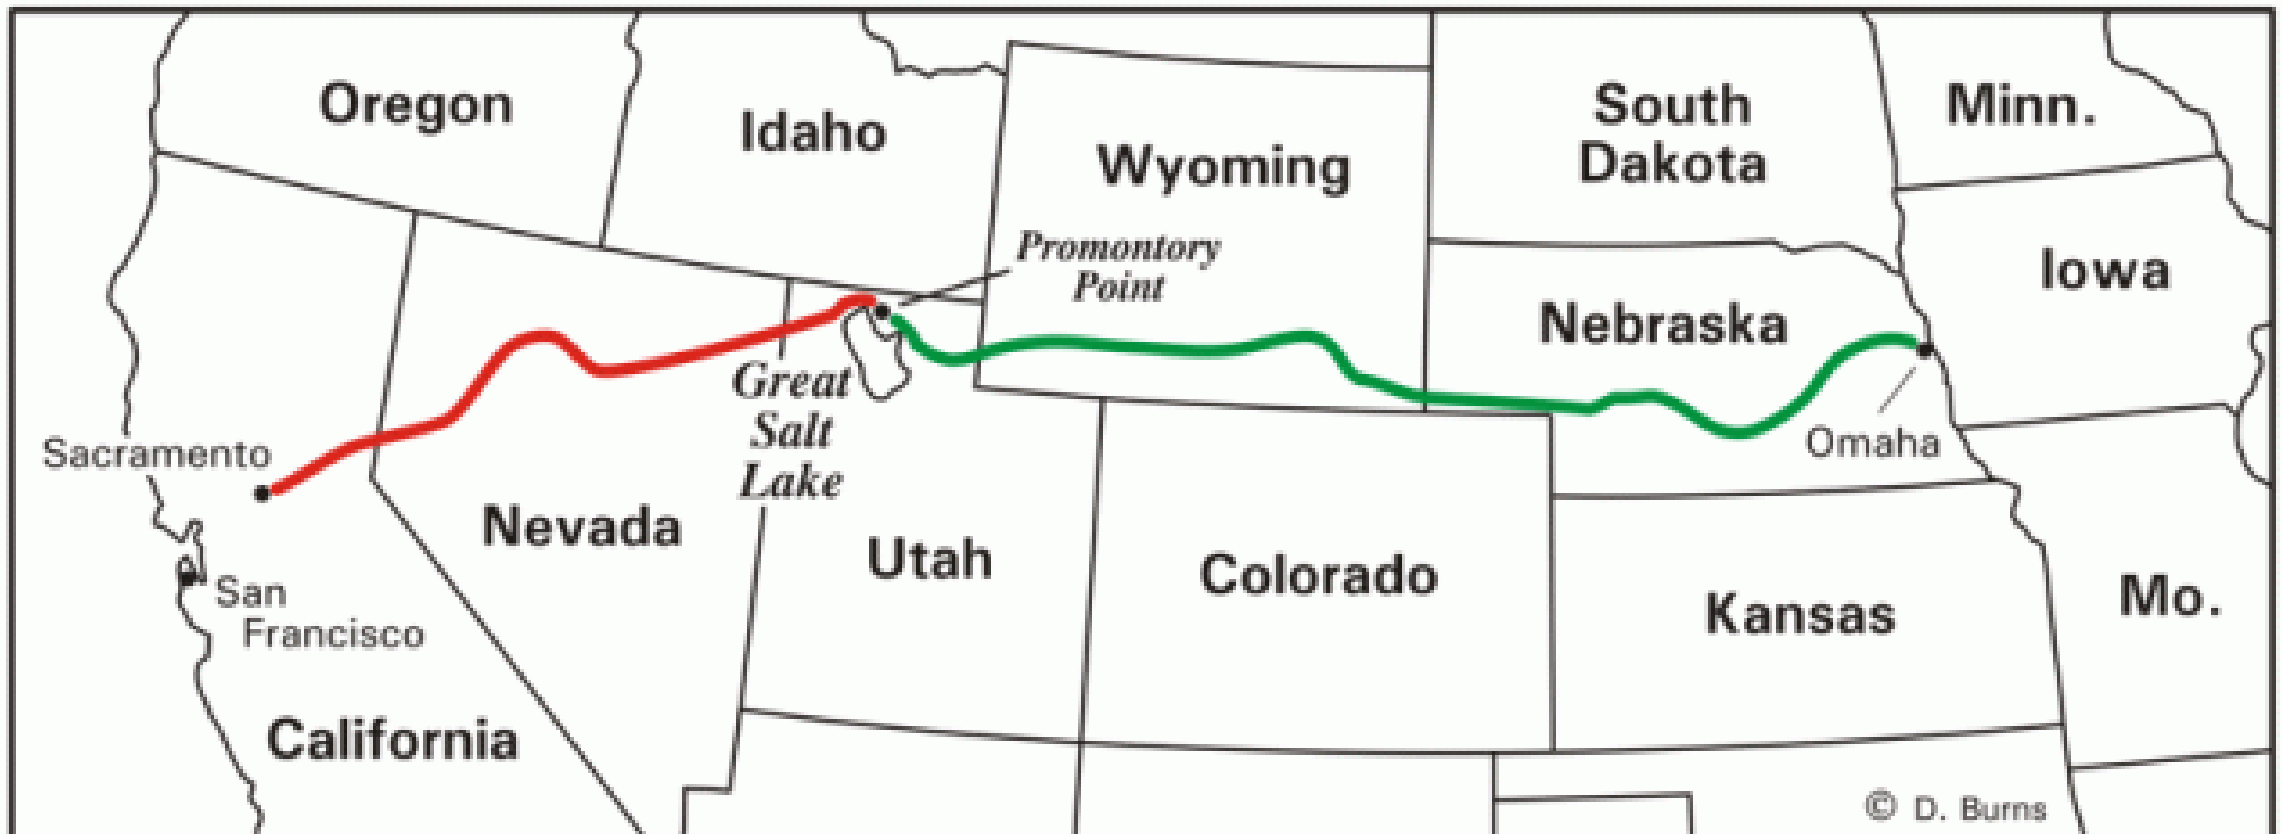 Oregon
Idaho
Wyoming
South
Dakota
Minn.
Iowa
Promontory
Point
Nebraska
Great
Salt
Lake
Sacramento
Omaha
Nevada
Utah
Colorado
Kansas
Mo.
San
Francisco
California
© D. Burns